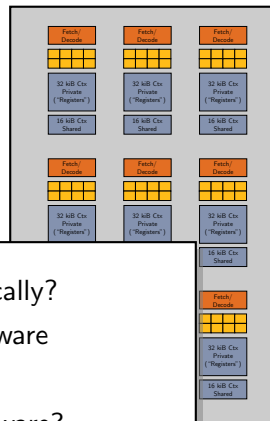 Fetch/ Fetch/ Fetch/
Decode Decode Decode
32 kiB Ctx 32 kiB Ctx 32 kiB Ctx
Private Private Private
("Registers") ("Registers") ("Registers")
16 kiB Ctx 16 kiB Ctx 16 kiB Ctx
Shared Shared Shared
Fetch/ Fetch/ Fetch/
Decode Decode Decode
32 kiB Ctx 32 kiB Ctx 32 kiB Ctx
Private Private Private
("Registers") ("Registers") ("Registers")
16 kiB Ctx
Shared
cally?
ware
ware?
Fetch/
Decode
32 kiB Ctx
Private
("Registers")
16 kiB Ctx
Shared